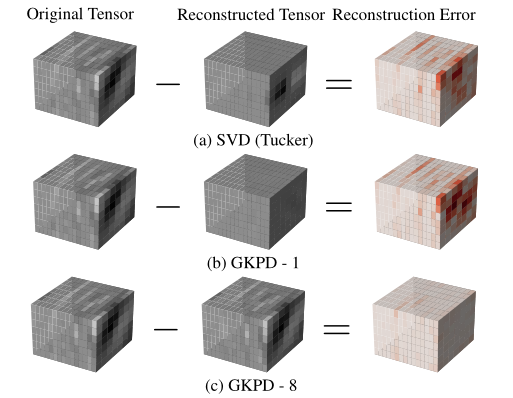 Original Tensor Reconstructed Tensor Reconstruction Error
(a) SVD (Tucker)
(b) GKPD - 1
(c) GKPD - 8